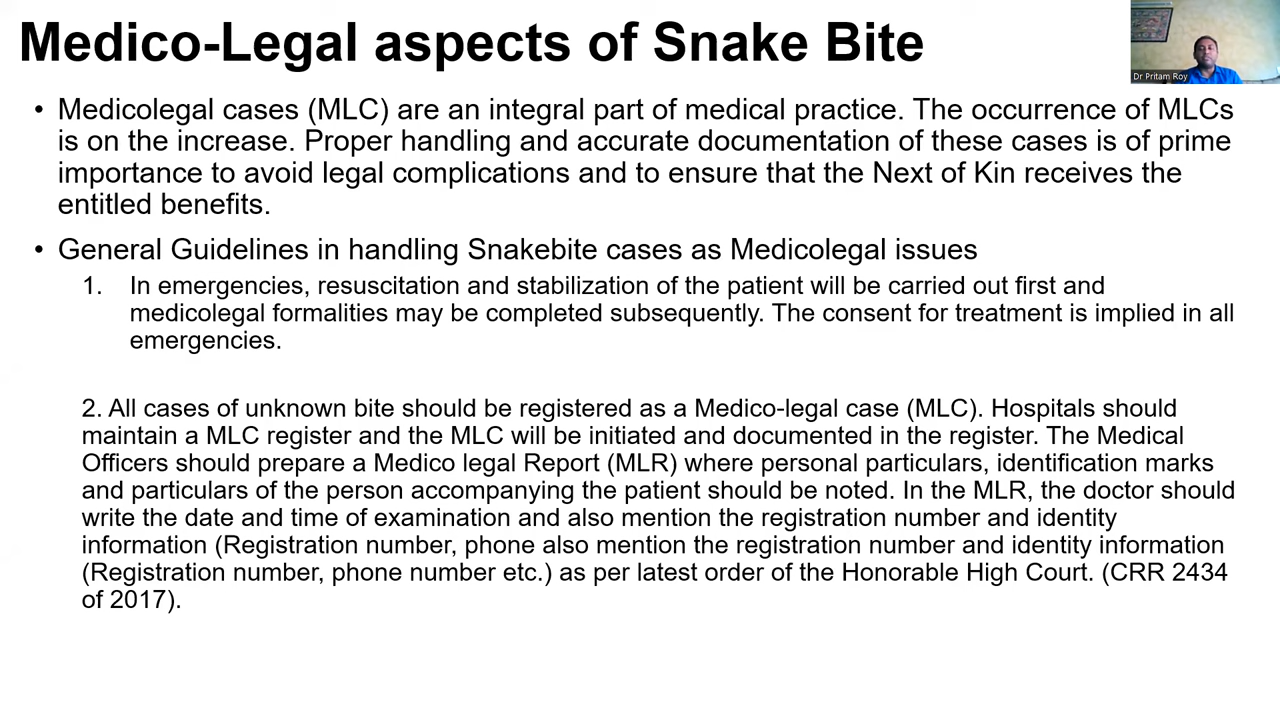 Medico-Legal aspects of Snake Bite
Dr Pritam Roy
• Medicolegal cases (MLC) are an integral part of medical practice. The occurrence of MLCs
is on the increase. Proper handling and accurate documentation of these cases is of prime
importance to avoid legal complications and to ensure that the Next of Kin receives the
entitled benefits.
• General Guidelines in handling Snakebite cases as Medicolegal issues
1. In emergencies, resuscitation and stabilization of the patient will be carried out first and
medicolegal formalities may be completed subsequently. The consent for treatment is implied in all
emergencies.
2. All cases of unknown bite should be registered as a Medico-legal case (MLC). Hospitals should
maintain a MLC register and the MLC will be initiated and documented in the register. The Medical
Officers should prepare a Medico legal Report (MLR) where personal particulars, identification marks
and particulars of the person accompanying the patient should be noted. In the MLR, the doctor should
write the date and time of examination and also mention the registration number and identity
information (Registration number, phone also mention the registration number and identity information
(Registration number, phone number etc.) as per latest order of the Honorable High Court. (CRR 2434
of 2017).